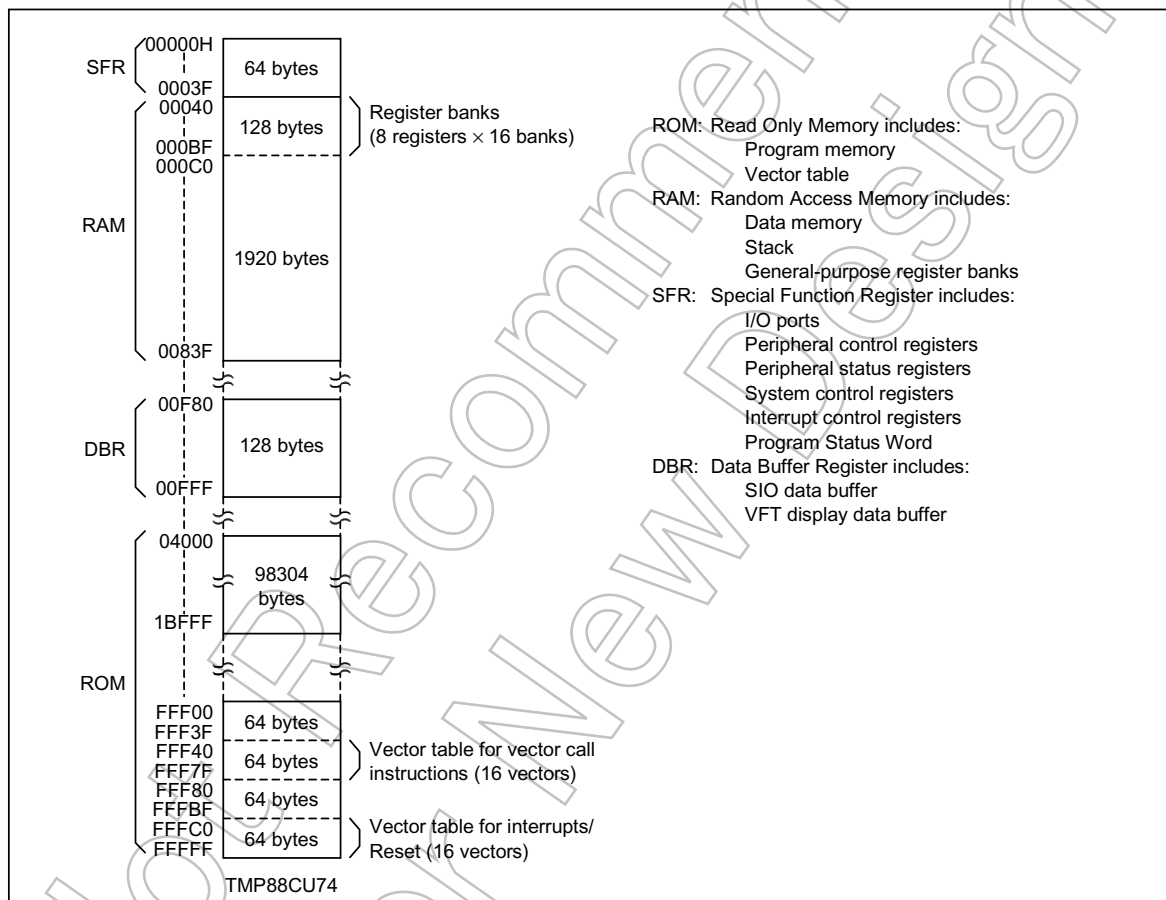 00000H
SFR
64 bytes
0003F
00040
128 bytes
Register banks
(8 registers × 16 banks)
000BF
000C0
RAM
1920 bytes
0083F
00F80
DBR
128 bytes
00FFF
04000
98304
bytes
1BFFF
ROM
FFF00
64 bytes
FFF3F
FFF40
64 bytes
Vector table for vector call
instructions (16 vectors)
FFF7F
FFF80
64 bytes
FFFBF
FFFC0
64 bytes
Vector table for interrupts/
Reset (16 vectors)
FFFFF
TMP88CU74
ROM: Read Only Memory includes:
Program memory
Vector table
RAM: Random Access Memory includes:
Data memory
Stack
General-purpose register banks
SFR: Special Function Register includes:
I/O ports
Peripheral control registers
Peripheral status registers
System control registers
Interrupt control registers
Program Status Word
DBR: Data Buffer Register includes:
SIO data buffer
VFT display data buffer
Not Recommen
or New Design